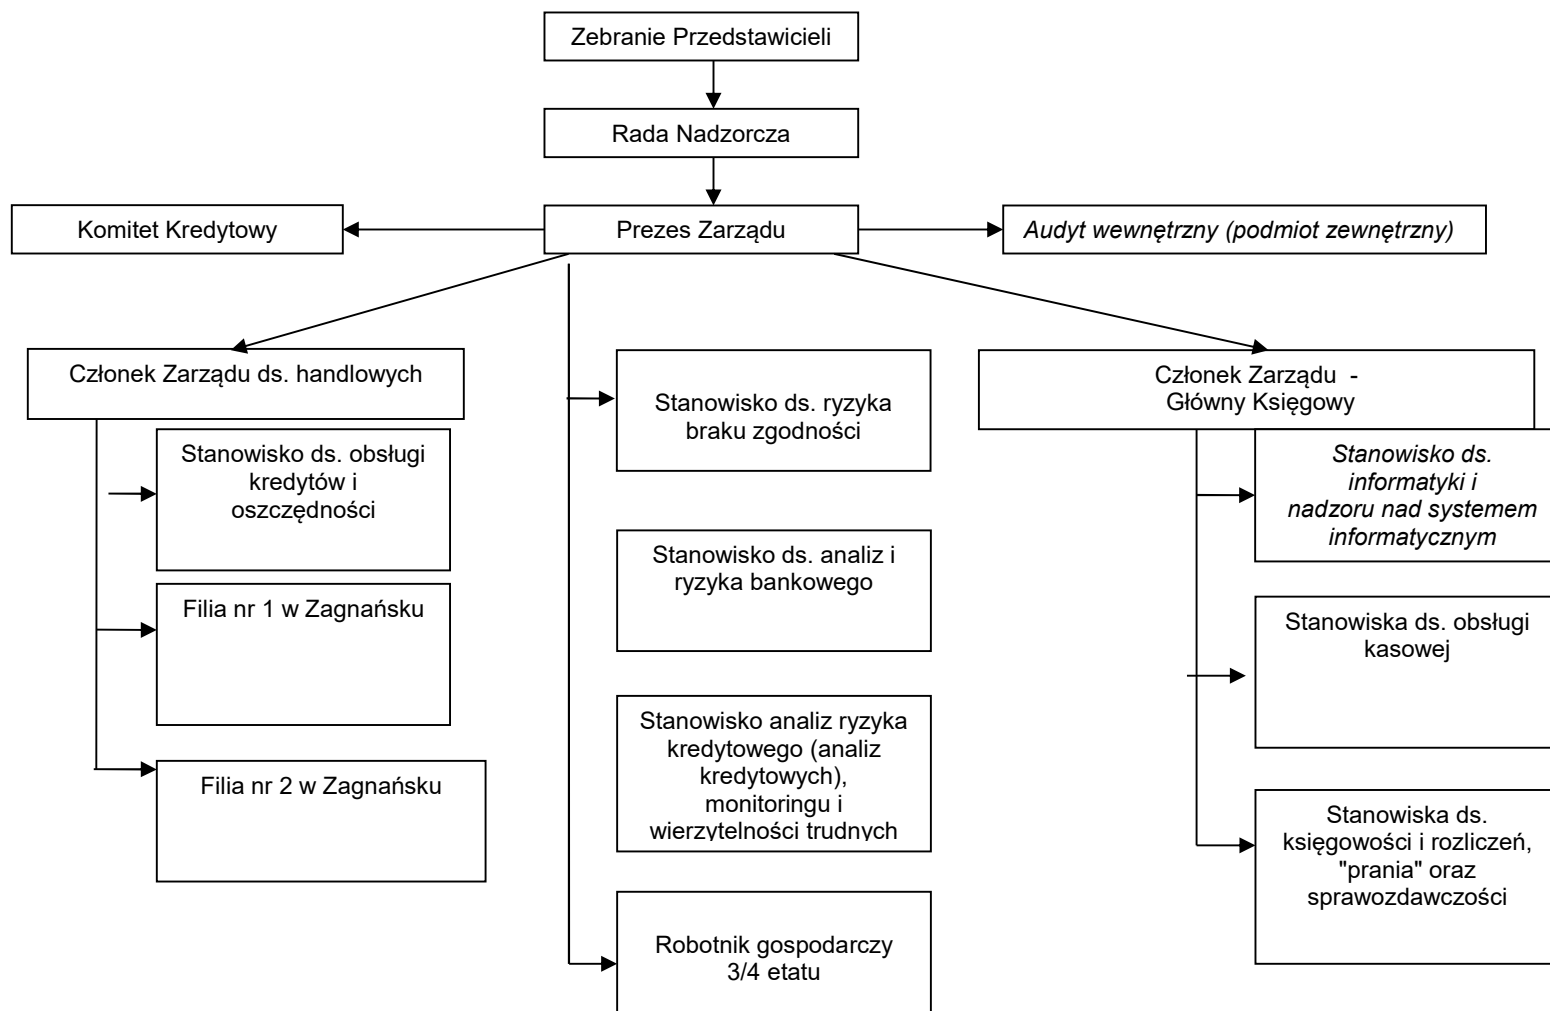 Zebranie Przedstawicieli
Rada Nadzorcza
Komitet Kredytowy
Prezes Zarządu
Audyt wewnętrzny (podmiot zewnętrzny)
Członek Zarządu ds. handlowych
Stanowisko ds. obsługi
kredytów i
oszczędności
Filia nr 1 w Zagnańsku
Filia nr 2 w Zagnańsku
Stanowisko ds. ryzyka
braku zgodności
Stanowisko ds. analiz i
ryzyka bankowego
Stanowisko analiz ryzyka
kredytowego (analiz
kredytowych),
monitoringu i
wierzytelności trudnych
Robotnik gospodarczy
3/4 etatu
Członek Zarządu -
Główny Księgowy
Stanowisko ds.
informatyki i
nadzoru nad systemem
informatycznym
Stanowiska ds. obsługi
kasowej
Stanowiska ds.
księgowości i rozliczeń,
"prania" oraz
sprawozdawczości